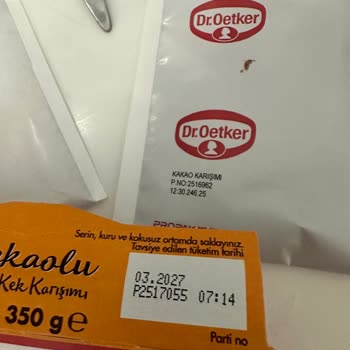 Dr.Oetker
Dr.Oetker
KAKAO KARIŞIMI
P.NO:2516962
12:30.246.25
Serin, kuru ve kokusuz ortamda saklayınız.
Tavsiye edilen tüketim tarihi
kaolu
Kek Karışımı
350 g e
03.2027
P2517055 07:14
Parti no